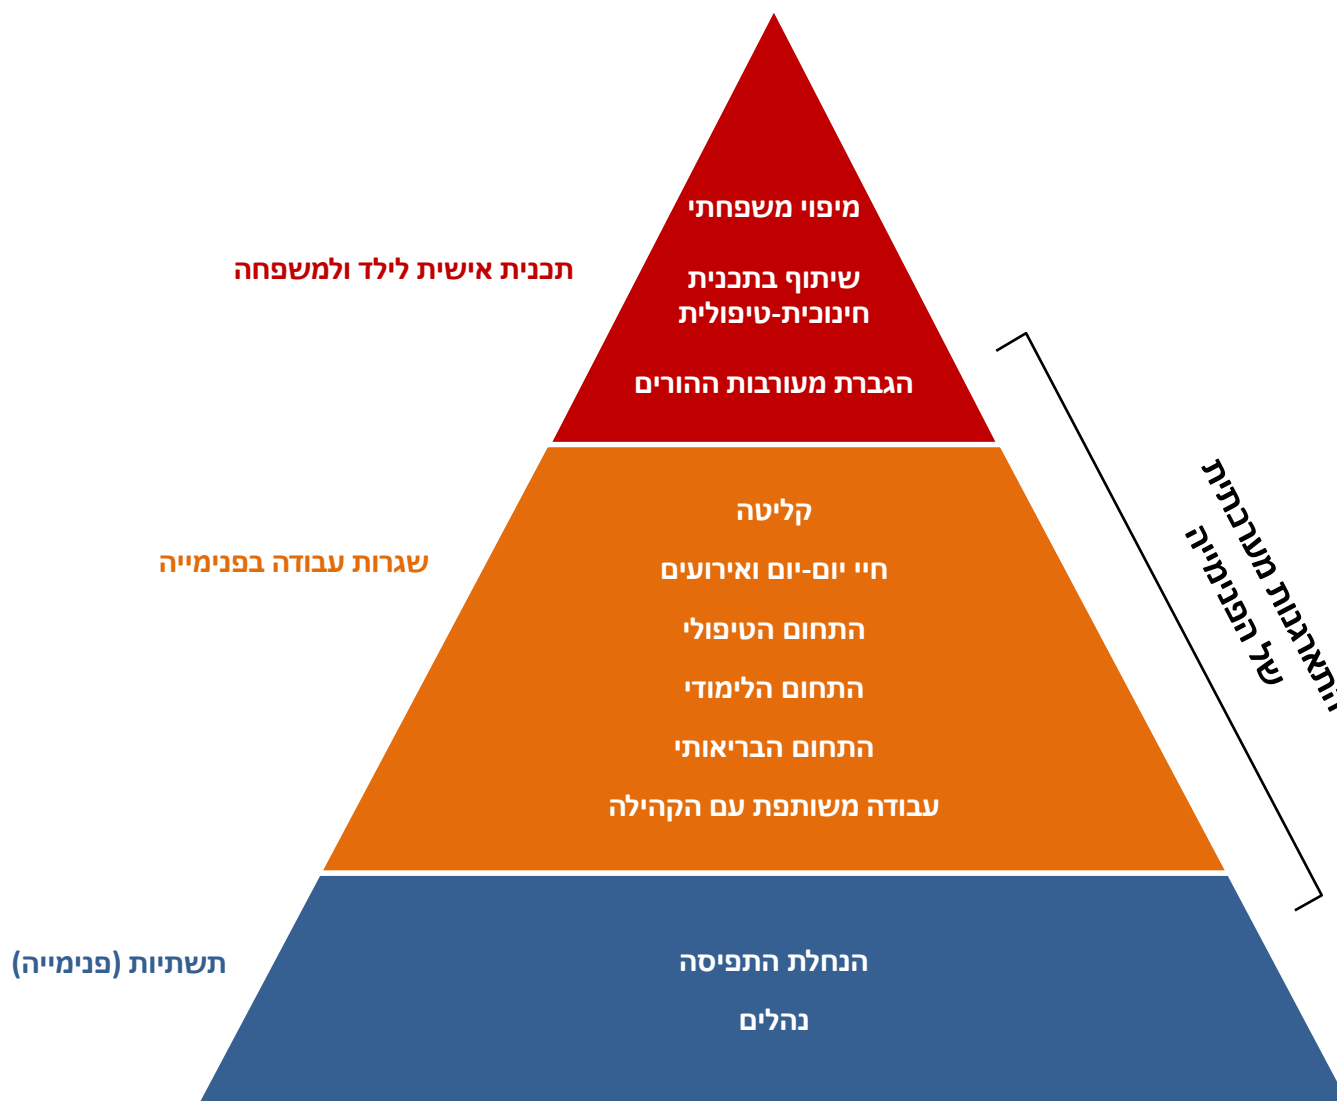 מיפוי משפחתי
תכנית אישית לילד ולמשפחה
שיתוף בתכנית
חינוכית-טיפולית
הגברת מעורבות ההורים
התארגנות מערכתית
של הפנימייה
קליטה
שגרות עבודה בפנימייה
חיי יום-יום ואירועים
התחום הטיפולי
התחום הלימודי
התחום הבריאותי
עבודה משותפת עם הקהילה
תשתיות (פנימייה)
הנחלת התפיסה
נהלים